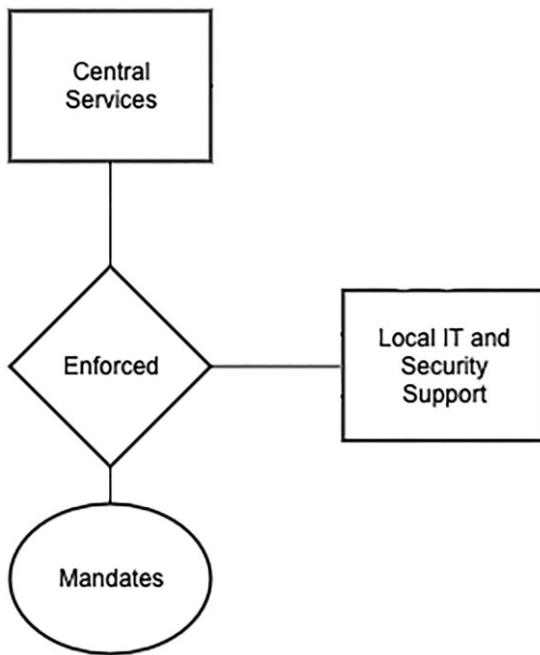 Central
Services
Enforced
Local IT and
Security
Support
Mandates